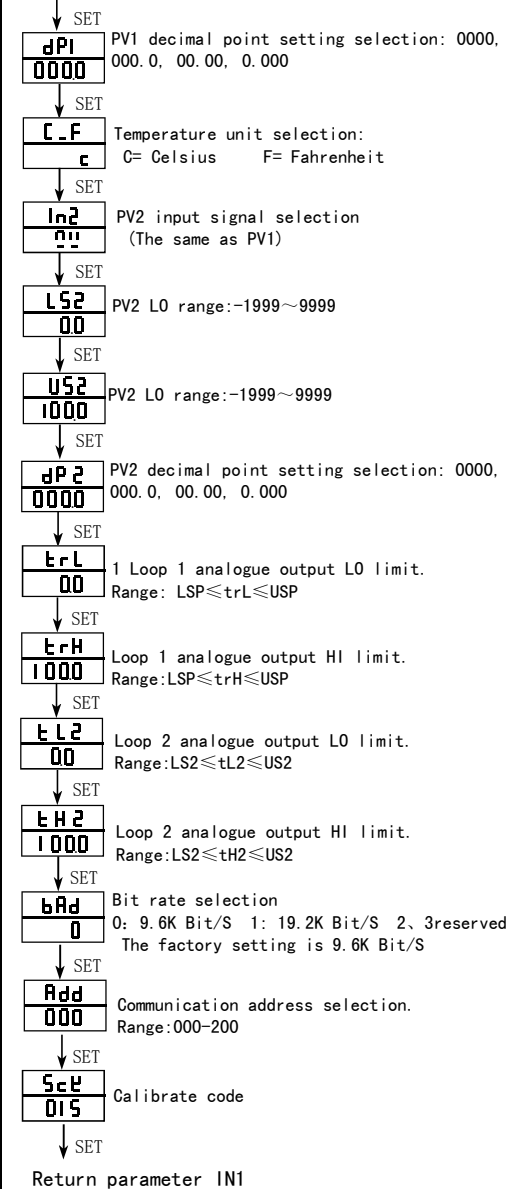 SET
dP1
PV1 decimal point setting selection: 0000,
000.0
000.0, 00.00, 0.000
SET
C_F
Temperature unit selection:
c
C= Celsius F= Fahrenheit
SET
In2
PV2 input signal selection
(The same as PV1)
SET
LS2
PV2 LO range:-1999～9999
0.0
SET
US2
PV2 LO range:-1999～9999
100.0
SET
dP2
PV2 decimal point setting selection: 0000,
000.0
000.0, 00.00, 0.000
SET
trL
1 Loop 1 analogue output LO limit.
0.0
Range: LSP≤trL≤USP
SET
trH
Loop 1 analogue output HI limit.
100.0
Range:LSP≤trH≤USP
SET
tL2
Loop 2 analogue output LO limit.
0.0
Range:LS2≤tL2≤US2
SET
tH2
Loop 2 analogue output HI limit.
100.0
Range:LS2≤tH2≤US2
SET
bAd
Bit rate selection
0
0: 9.6K Bit/S 1: 19.2K Bit/S 2、3reserved
The factory setting is 9.6K Bit/S
SET
Add
Communication address selection.
000
Range:000-200
SET
Calibrate code
015
SET
Return parameter IN1